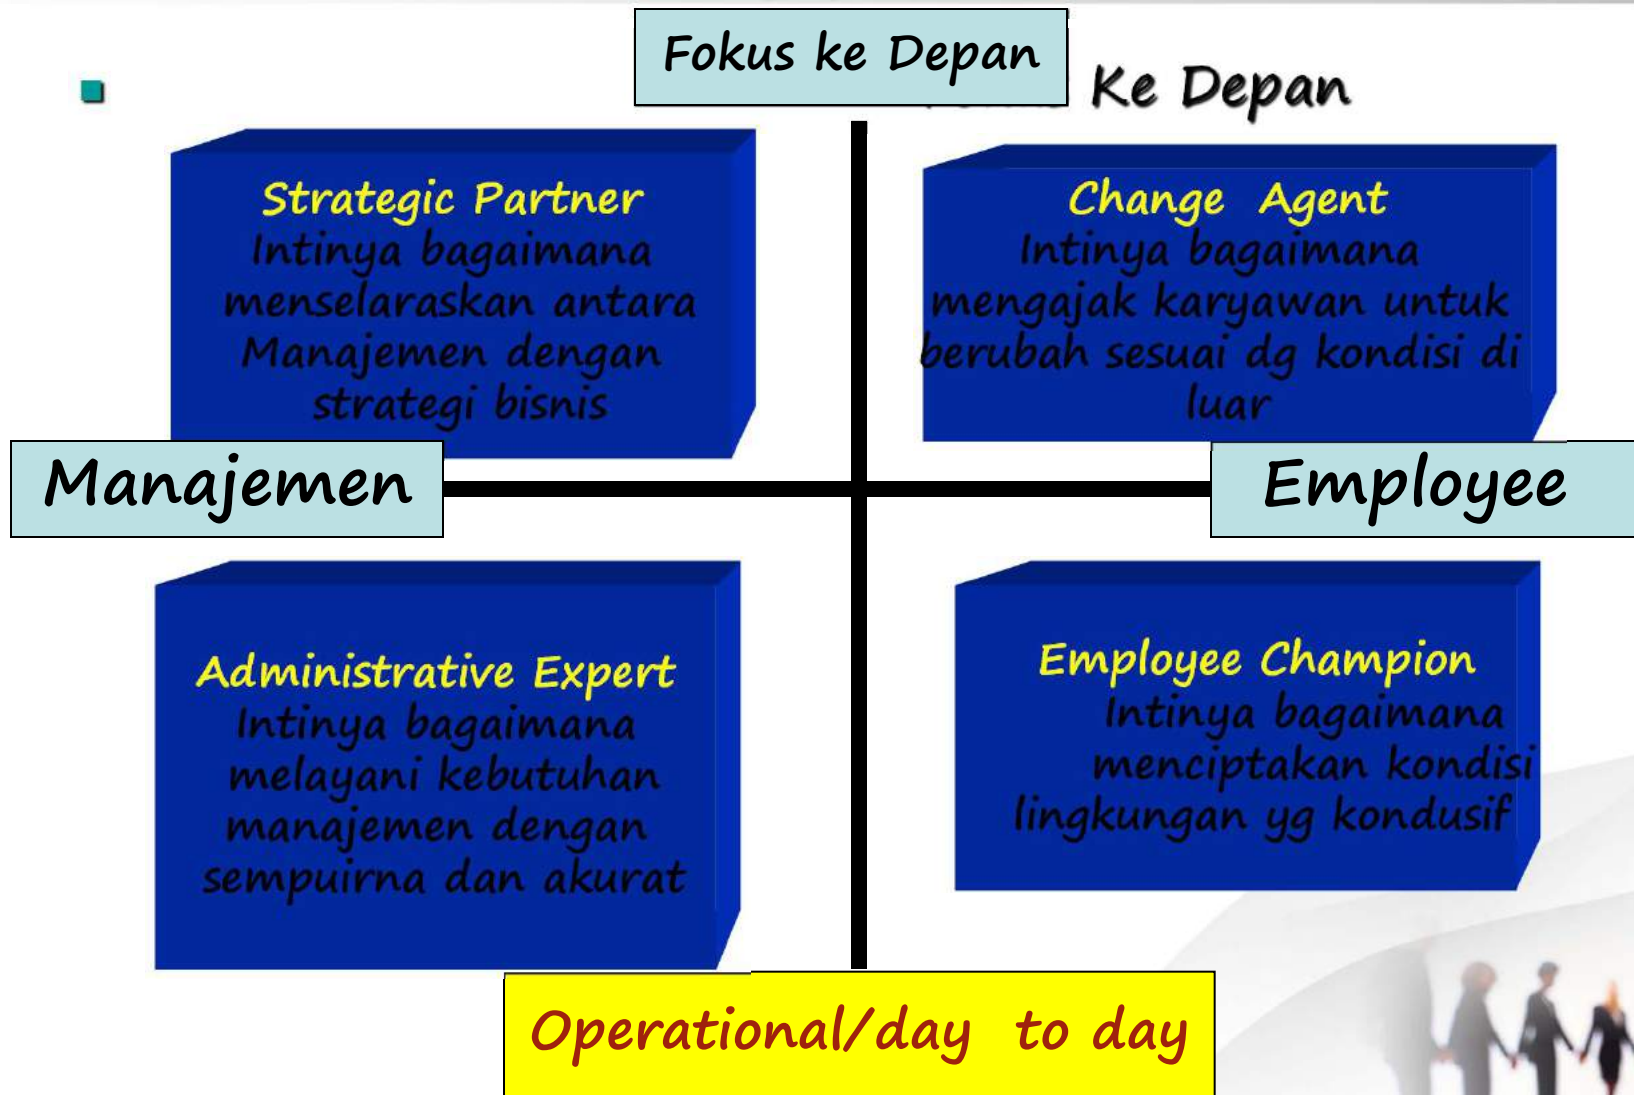 Fokus ke Depan
Ke Depan
Strategic Partner
Intinya bagaimana
menselaraskan antara
Manajemen dengan
strategi bisnis
Change Agent
Intinya bagaimana
mengajak karyawan untuk
berubah sesuai dg kondisi di
luar
Manajemen
Employee
Administrative Expert
Intinya bagaimana
melayani kebutuhan
manajemen dengan
sempuirna dan akurat
Employee Champion
Intinya bagaimana
menciptakan kondisi
lingkungan yg kondusif
Operational/day to day